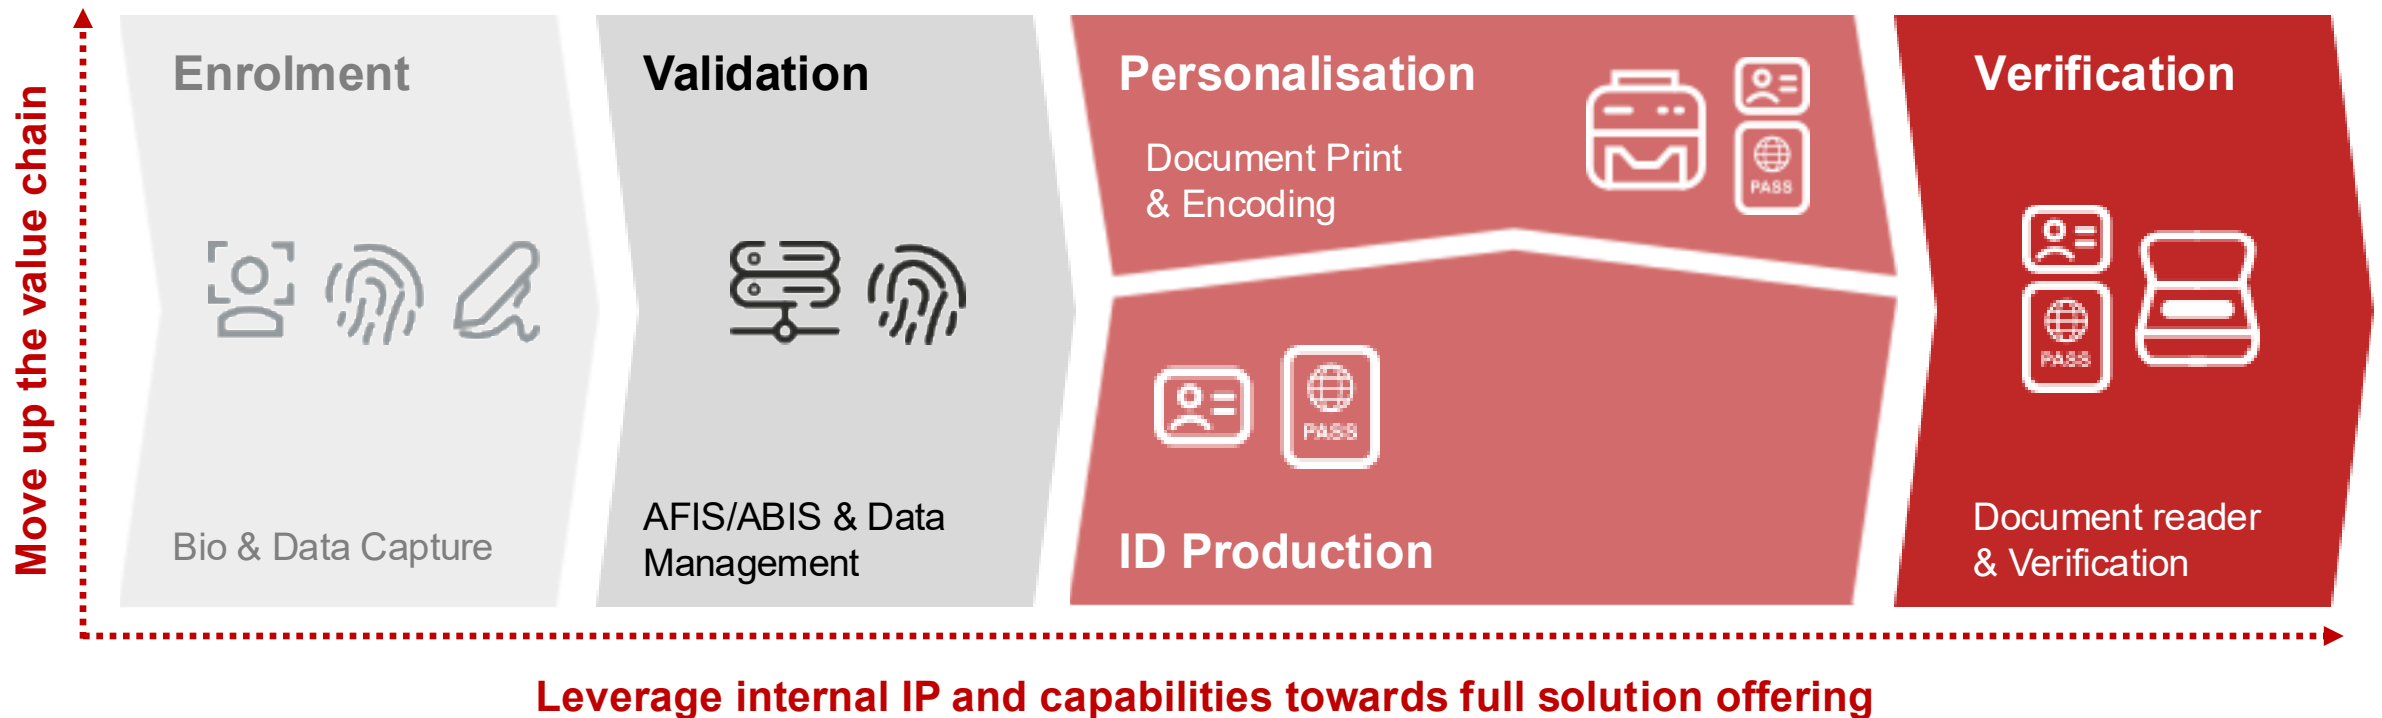 Move up the value chain
Enrolment
Bio & Data Capture
Validation
AFIS/ABIS & Data
Management
Personalisation
Document Print
& Encoding
PASS
PASS
ID Production
Verification
PASS
Document reader
& Verification
Leverage internal IP and capabilities towards full solution offering